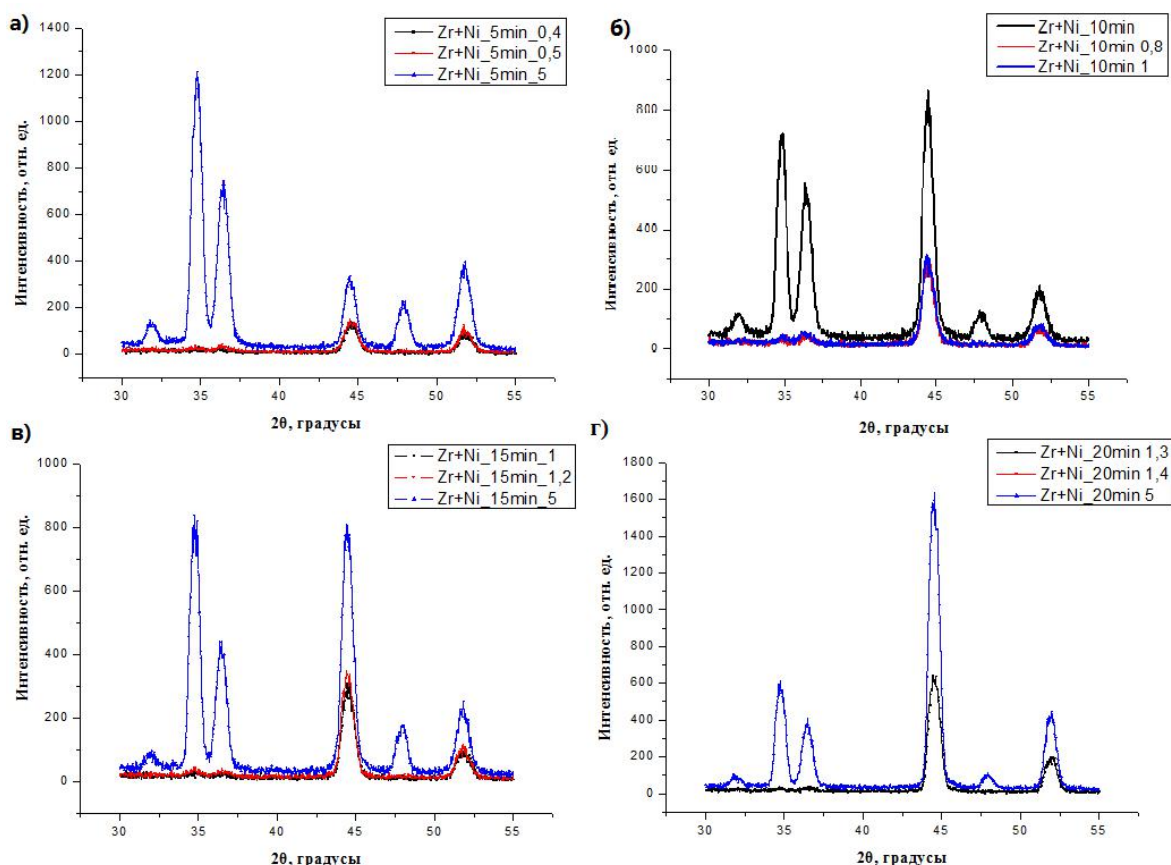 а)
Zr+Ni_5min_0,4
Zr+Ni_5min_0,5
Zr+Ni_5min_5
Интенсивность, отн. ед.
1400
1200
1000
800
600
400
200
0
30 35 40 45 50 55
2θ, градусы
б)
Zr+Ni_10min
Zr+Ni_10min 0,8
Zr+Ni_10min 1
Интенсивность, отн. ед.
1000
800
600
400
200
0
30 35 40 45 50 55
2θ, градусы
в)
Zr+Ni_15min_1
Zr+Ni_15min_1,2
Zr+Ni_15min_5
Интенсивность, отн. ед.
1000
800
600
400
200
0
30 35 40 45 50 55
2θ, градусы
г)
Zr+Ni_20min 1,3
Zr+Ni_20min 1,4
Zr+Ni_20min 5
Интенсивность, отн. ед.
1800
1600
1400
1200
1000
800
600
400
200
0
30 35 40 45 50 55
2θ, градусы